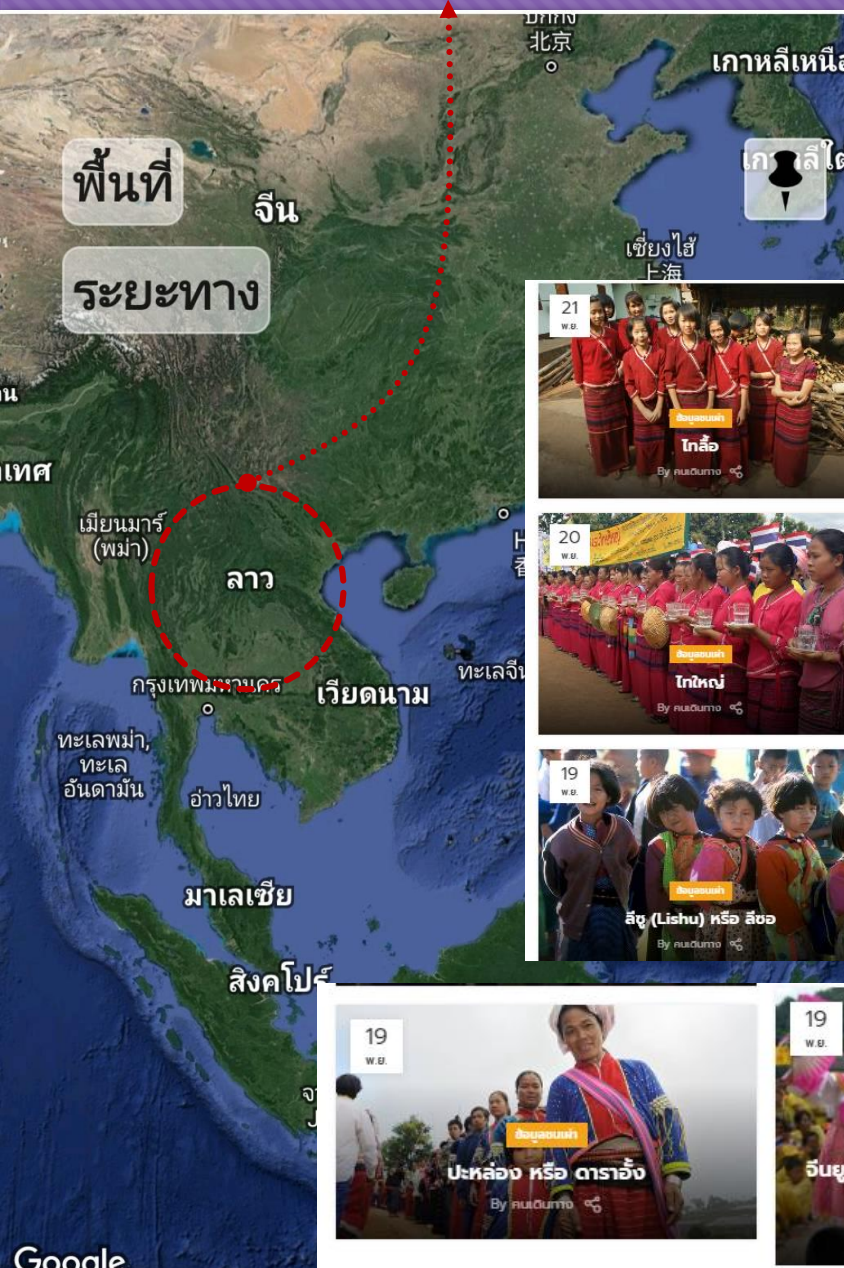 北京
เกาหลีเหนือ
พื้นที่
จีน
ระยะทาง
เซี่ยงไฮ้
上海
เมียนมาร์
(พม่า)
ลาว
กรุงเทพมหานคร
เวียดนาม
ทะเลพม่า,
ทะเล
อันดามัน
อ่าวไทย
มาเลเซีย
สิงคโปร์
Google
21
พ.ย.
ข้อมูลชนเผ่า
ไทลื้อ
By คนเดินทาง
20
พ.ย.
ข้อมูลชนเผ่า
ไทใหญ่
By คนเดินทาง
19
พ.ย.
ข้อมูลชนเผ่า
ลีซู (Lishu) หรือ ลีซอ
By คนเดินทาง
19
พ.ย.
ข้อมูลชนเผ่า
ปะหล่อง หรือ ดาราอั้ง
By คนเดินทาง
19
พ.ย.